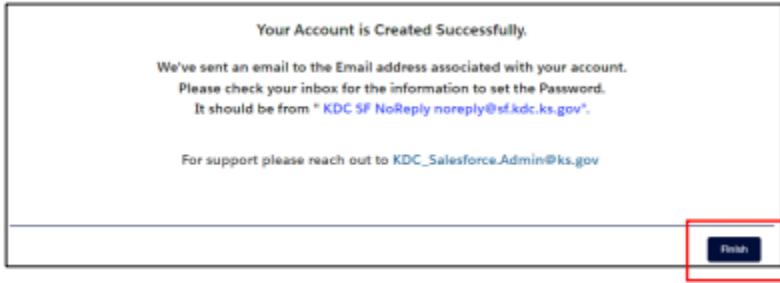 Your Account is Created Successfully.
We've sent an email to the Email address associated with your account.
Please check your inbox for the information to set the Password.
It should be from " KDC SF NoReply noreply@sf.kdc.ks.gov".
For support please reach out to KDC_Salesforce.Admin@ks.gov
Finish